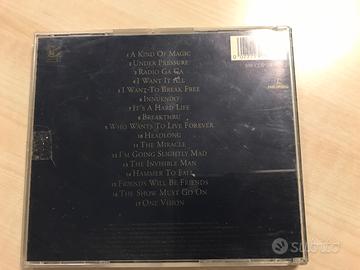 1 A Kind Of Magic
2 Under Pressure
3 Radio Ga Ga
4 I Want It All
5 I Want To Break Free
6 Innuendo
7 It's A Hard Life
8 Breakthru
9 Who Wants To Live Forever
10 Headlong
11 The Miracle
12 I'm Going Slightly Mad
13 The Invisible Man
14 Hammer To Fall
15 Friends Will Be Friends
16 The Show Must Go On
17 One Vision
PARLOPHONE
SUBITO